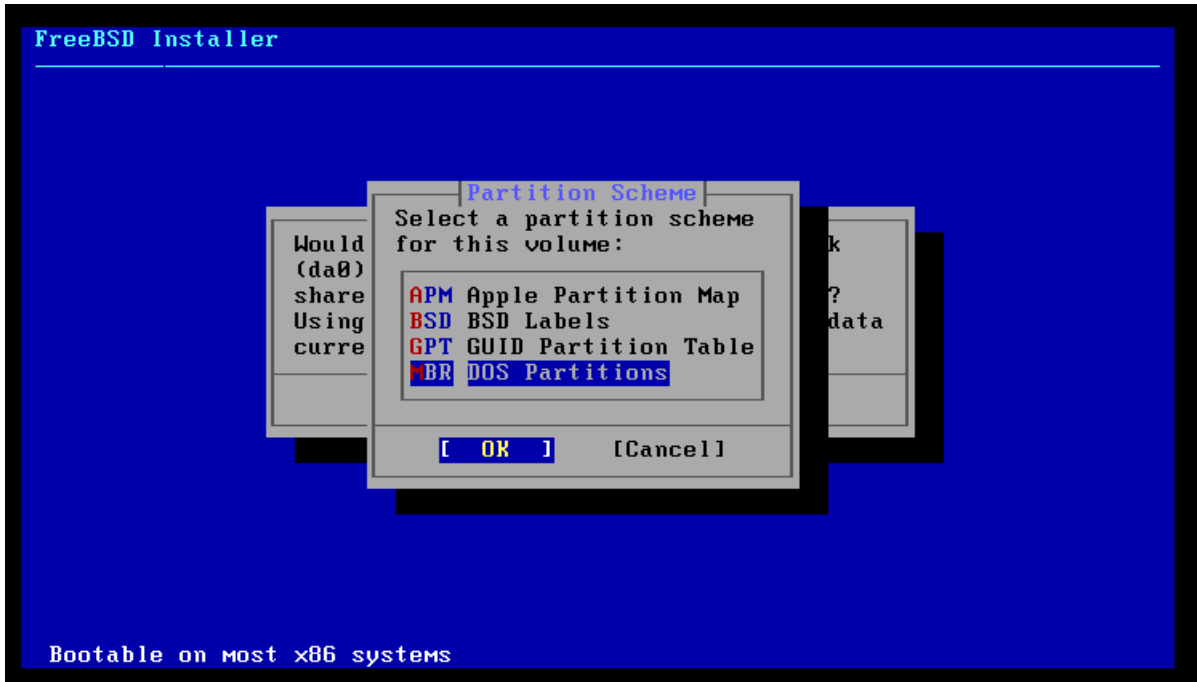 FreeBSD Installer
Partition Scheme
Select a partition scheme
for this volume:
APM Apple Partition Map
BSD BSD Labels
GPT GUID Partition Table
MBR DOS Partitions
[ OK ] [Cancel]
Would k
(da0)
share ?
Using data
curre
Bootable on most x86 systems